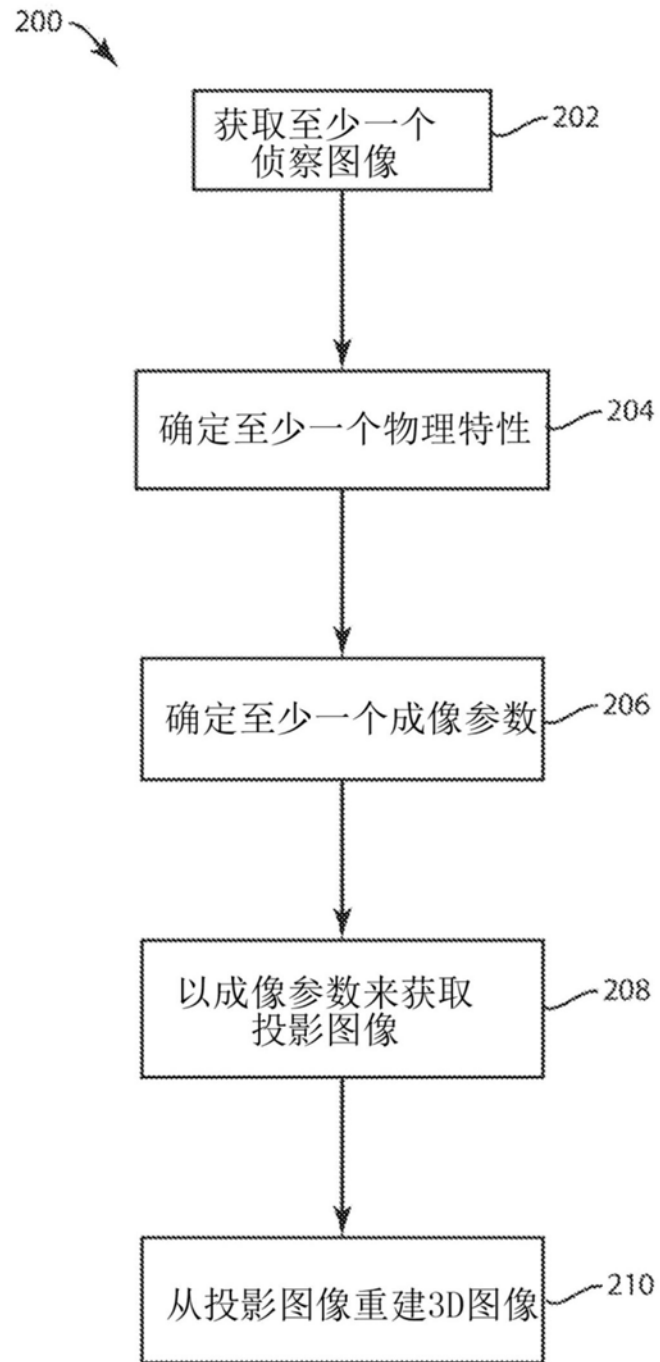 200
获取至少一个
侦察图像
202
确定至少一个物理特性
204
确定至少一个成像参数
206
以成像参数来获取
投影图像
208
从投影图像重建3D图像
210